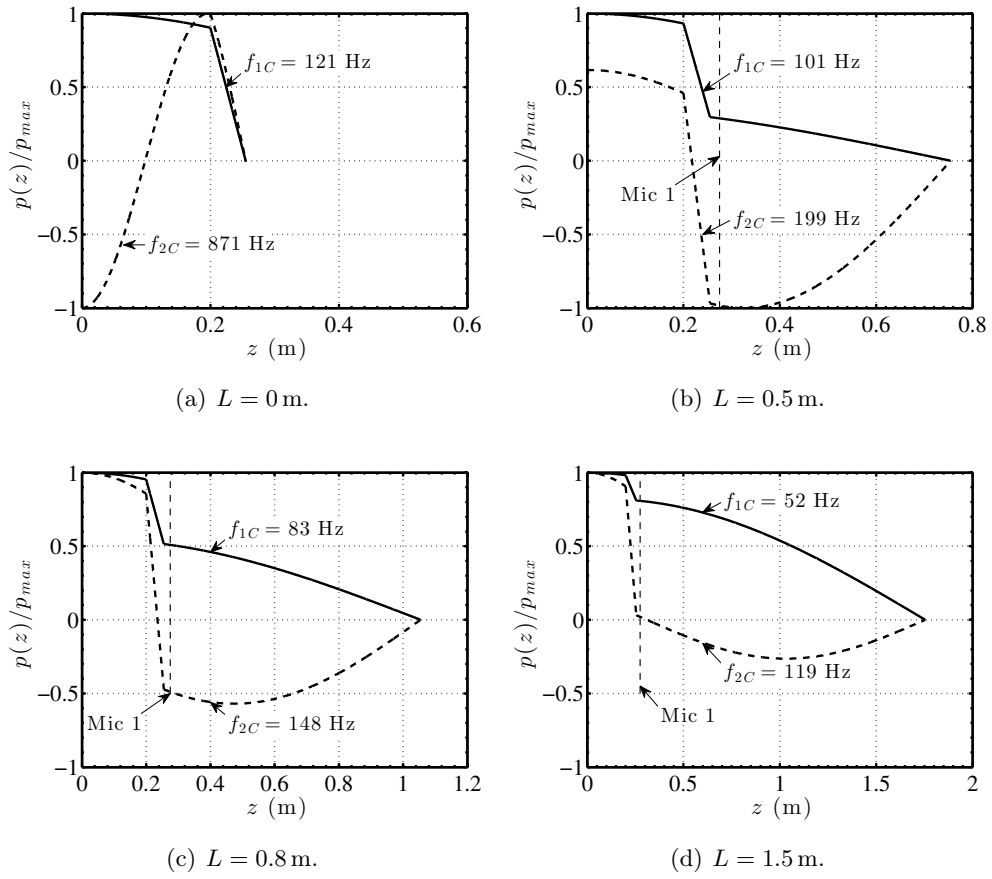 p(z)/p_max
1
0.5
0
−0.5
−1
f_1C = 121 Hz
f_2C = 871 Hz
0 0.2 0.4 0.6
z (m)
(a) L = 0 m.
p(z)/p_max
1
0.5
0
−0.5
−1
f_1C = 101 Hz
Mic 1
f_2C = 199 Hz
0 0.2 0.4 0.6 0.8
z (m)
(b) L = 0.5 m.
p(z)/p_max
1
0.5
0
−0.5
−1
f_1C = 83 Hz
Mic 1
f_2C = 148 Hz
0 0.2 0.4 0.6 0.8 1 1.2
z (m)
(c) L = 0.8 m.
p(z)/p_max
1
0.5
0
−0.5
−1
f_1C = 52 Hz
f_2C = 119 Hz
Mic 1
0 0.5 1 1.5 2
z (m)
(d) L = 1.5 m.